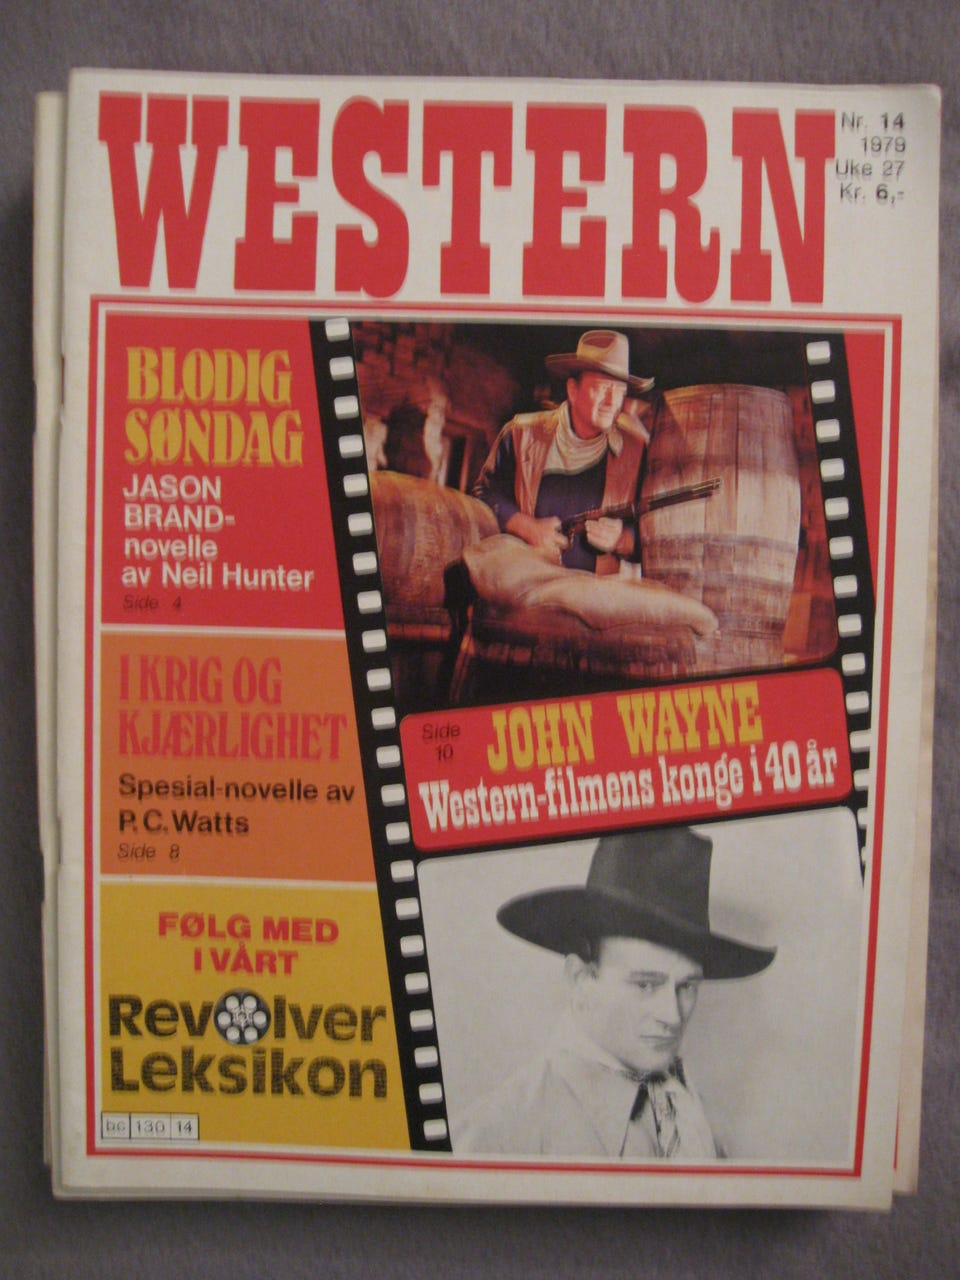 WESTERN
Nr. 14
1979
Uke 27
Kr. 6,-
BLODIG
SØNDAG
JASON
BRAND-
novelle
av Neil Hunter
Side 4
I KRIG OG
KJÆRLIGHET
Spesial-novelle av
P.C. Watts
Side 8
FØLG MED
I VÅRT
Revolver
Leksikon
bc 130 14
Side
10
JOHN WAYNE
Western-filmens konge i 40 år